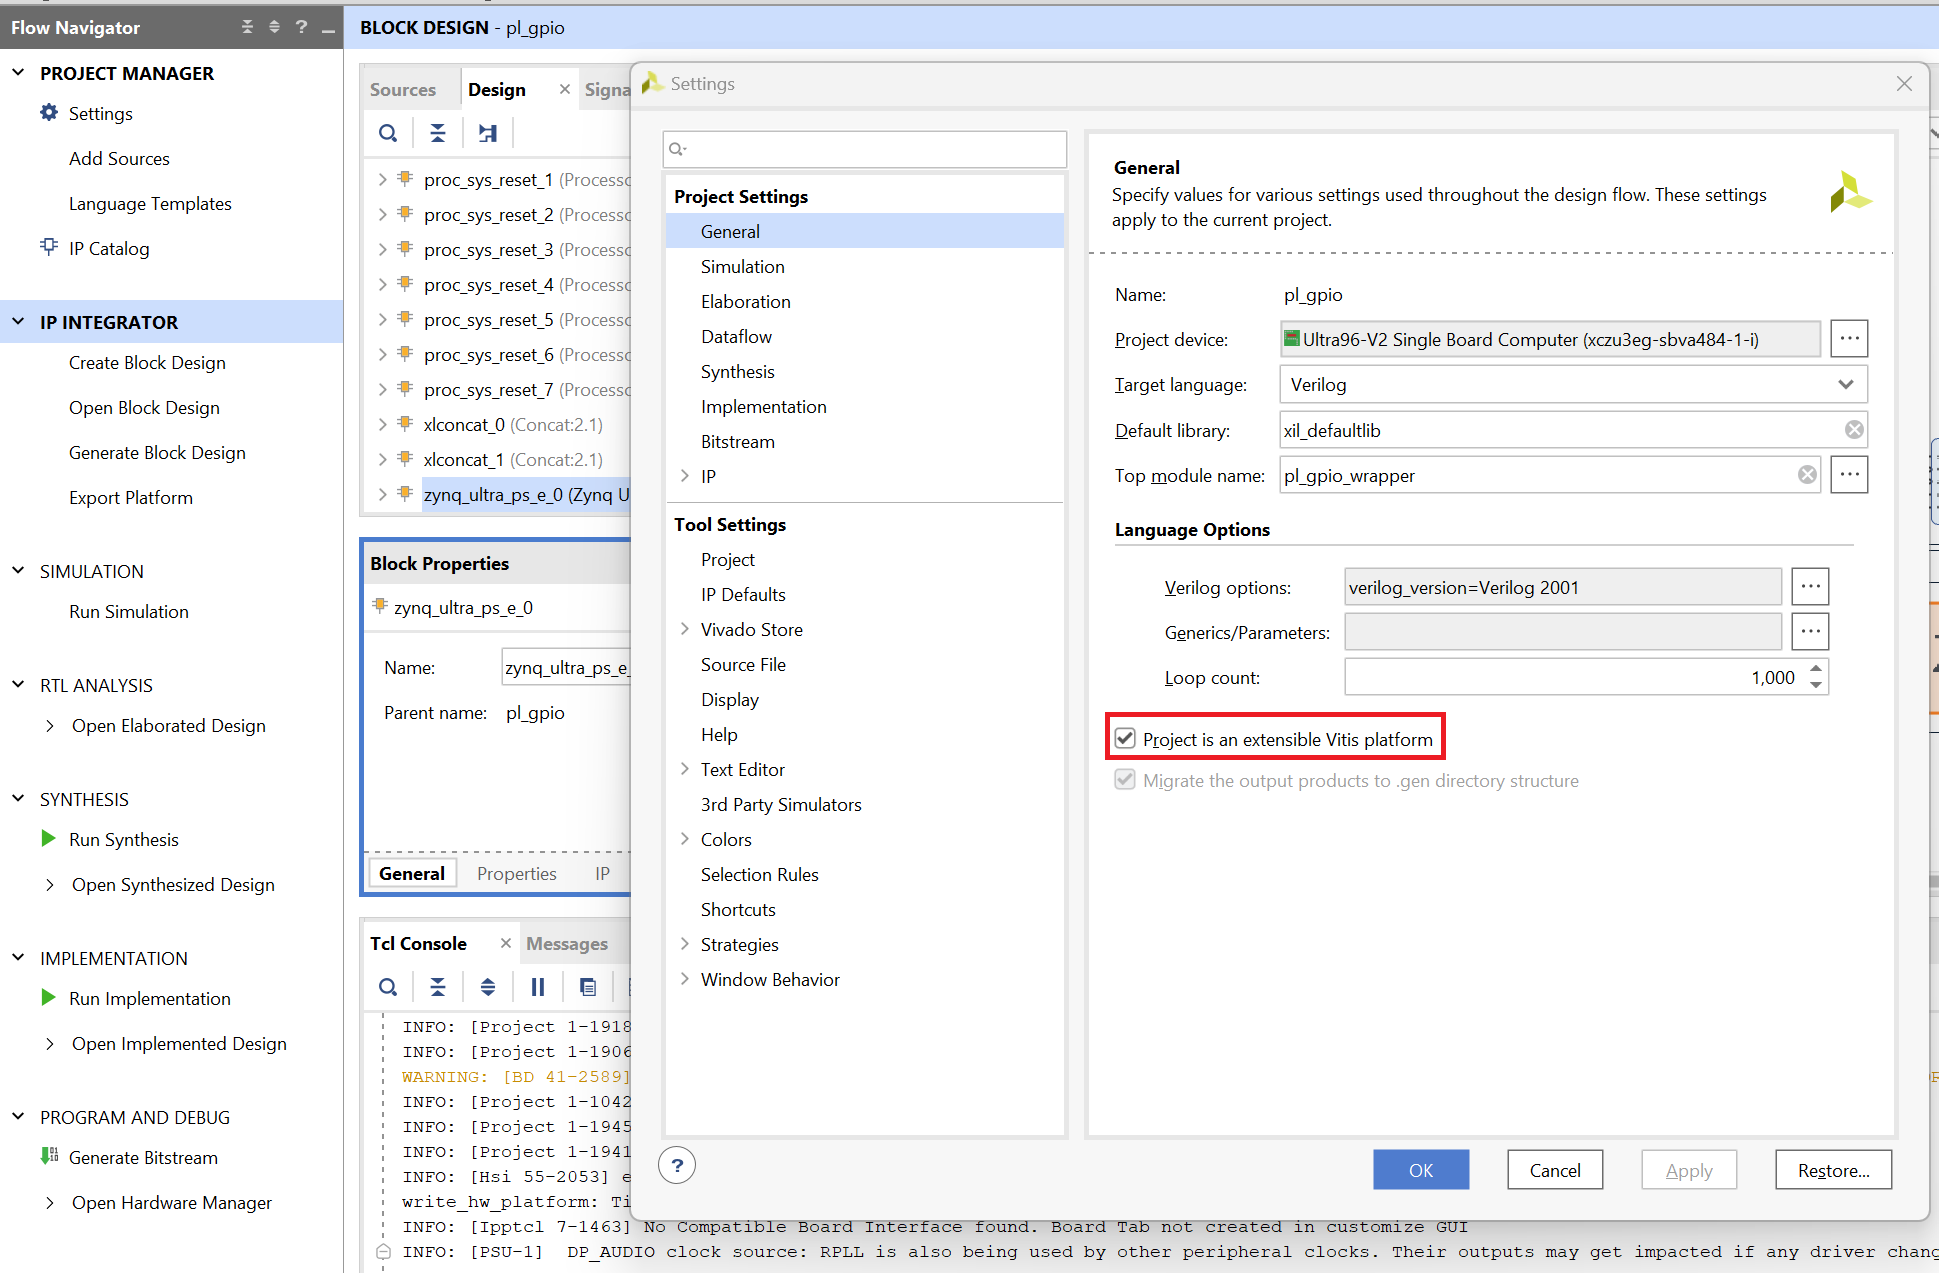 Flow Navigator
?
PROJECT MANAGER
Settings
Add Sources
Language Templates
IP Catalog
IP INTEGRATOR
Create Block Design
Open Block Design
Generate Block Design
Export Platform
SIMULATION
Run Simulation
RTL ANALYSIS
Open Elaborated Design
SYNTHESIS
Run Synthesis
Open Synthesized Design
IMPLEMENTATION
Run Implementation
Open Implemented Design
PROGRAM AND DEBUG
Generate Bitstream
Open Hardware Manager
BLOCK DESIGN - pl_gpio
Sources
Design
Signa
proc_sys_reset_1 (Processo
proc_sys_reset_2 (Processo
proc_sys_reset_3 (Processo
proc_sys_reset_4 (Processo
proc_sys_reset_5 (Processo
proc_sys_reset_6 (Processo
proc_sys_reset_7 (Processo
xlconcat_0 (Concat:2.1)
xlconcat_1 (Concat:2.1)
zynq_ultra_ps_e_0 (Zynq U
Block Properties
zynq_ultra_ps_e_0
Name: zynq_ultra_ps_e_
Parent name: pl_gpio
General Properties IP
Tcl Console
Messages
INFO: [Project 1-1918
INFO: [Project 1-1906
WARNING: [BD 41-2589]
INFO: [Project 1-1042
INFO: [Project 1-1945
INFO: [Project 1-1941
INFO: [Hsi 55-2053] e
write_hw_platform: Ti
INFO: [Ipptcl 7-1463] No Compatible Board Interface found. Board Tab not created in customize GUI
INFO: [PSU-1] DP_AUDIO clock source: RPLL is also being used by other peripheral clocks. Their outputs may get impacted if any driver chang
Settings
Project Settings
General
Simulation
Elaboration
Dataflow
Synthesis
Implementation
Bitstream
IP
Tool Settings
Project
IP Defaults
Vivado Store
Source File
Display
Help
Text Editor
3rd Party Simulators
Colors
Selection Rules
Shortcuts
Strategies
Window Behavior
General
Specify values for various settings used throughout the design flow. These settings
apply to the current project.
Name: pl_gpio
Project device: Ultra96-V2 Single Board Computer (xczu3eg-sbva484-1-i)
Target language: Verilog
Default library: xil_defaultlib
Top module name: pl_gpio_wrapper
Language Options
Verilog options: verilog_version=Verilog 2001
Generics/Parameters:
Loop count: 1,000
Project is an extensible Vitis platform
Migrate the output products to .gen directory structure
?
OK
Cancel
Apply
Restore...